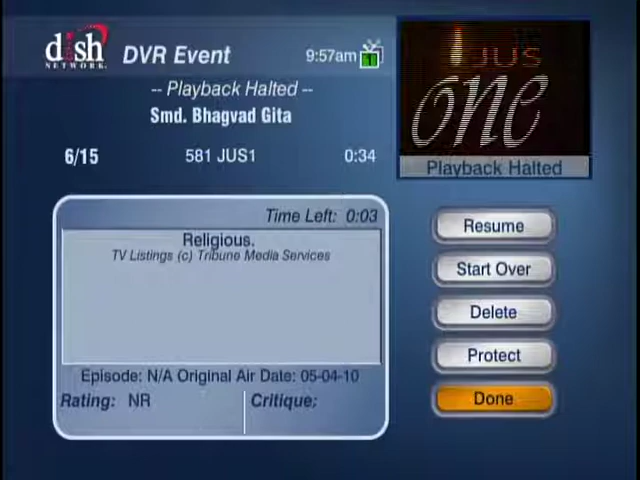 dish
NETWORK.
DVR Event
9:57am
1
-- Playback Halted --
Smd. Bhagvad Gita
6/15
581 JUS1
0:34
JUS
one
Playback Halted
Time Left: 0:03
Religious.
TV Listings (c) Tribune Media Services
Episode: N/A Original Air Date: 05-04-10
Rating: NR
Critique:
Resume
Start Over
Delete
Protect
Done